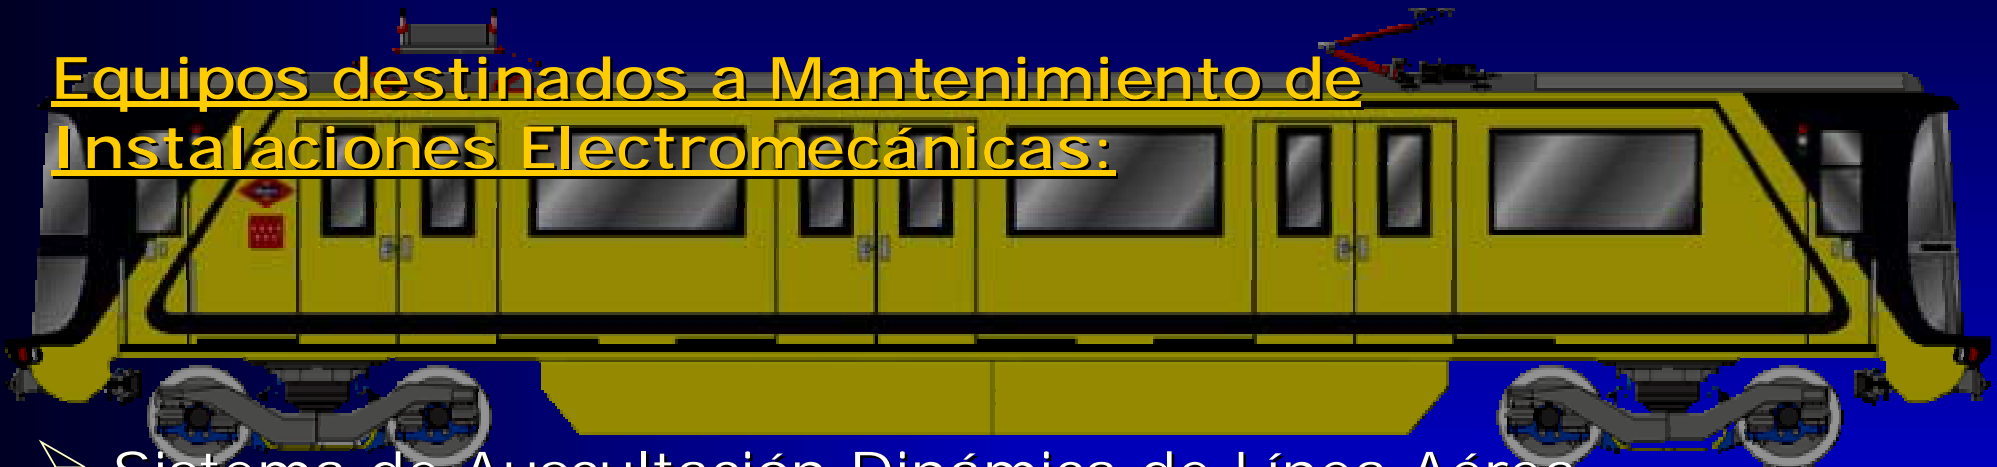 Equipos destinados a Mantenimiento de
Instalaciones Electromecánicas:
Sistema de Auscultación Dinámica de Línea Aérea